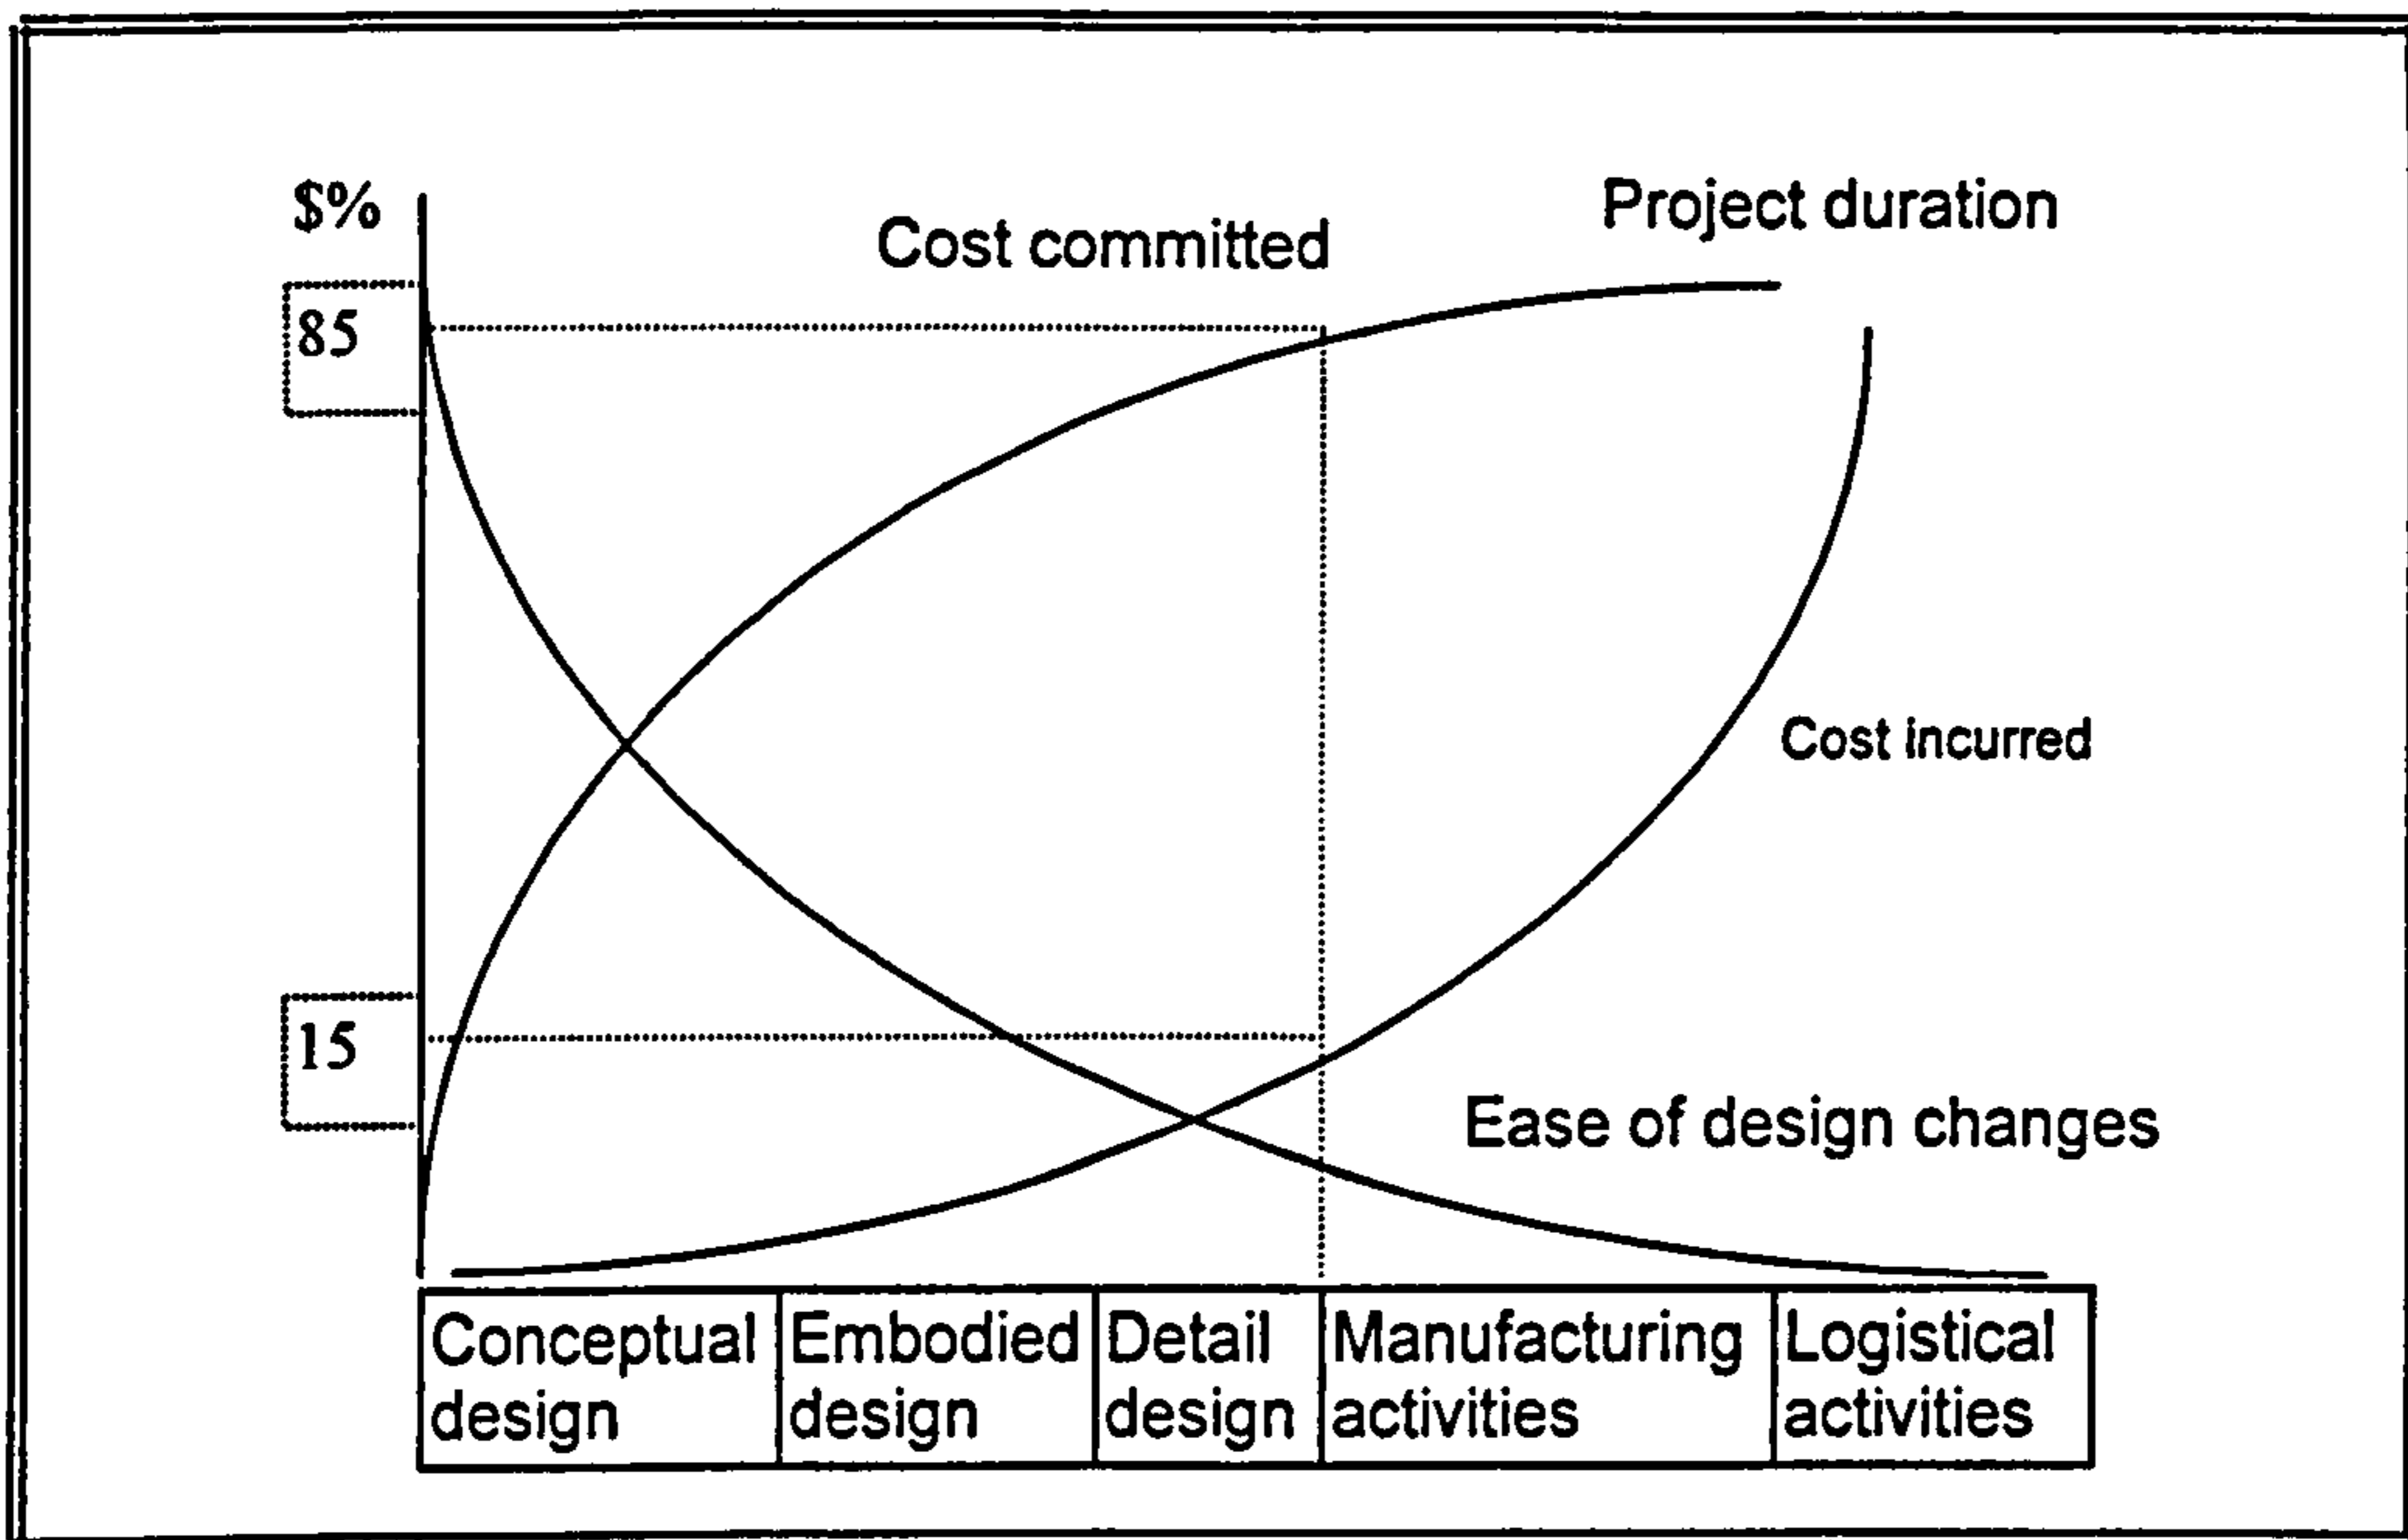 $%
Project duration
Cost committed
85
Cost incurred
15
Ease of design changes
Conceptual
design
Embodied
design
Detail
design
Manufacturing
activities
Logistical
activities